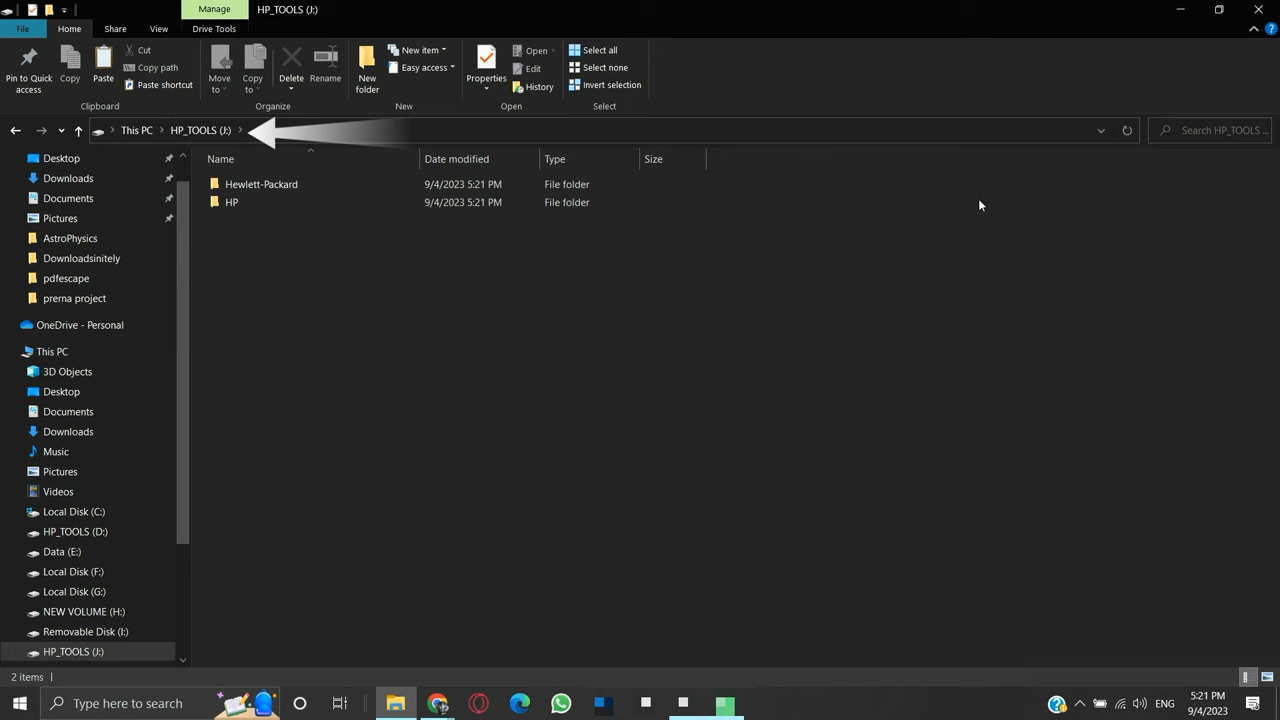 Manage
HP_TOOLS (J:)
File
Home
Share
View
Drive Tools
Pin to Quick access
Copy
Paste
Cut
Copy path
Paste shortcut
Clipboard
Move to
Copy to
Delete
Rename
Organize
New folder
New item
Easy access
New
Properties
Open
Edit
History
Open
Select all
Select none
Invert selection
Select
This PC
HP_TOOLS (J:)
Search HP_TOOLS ...
Name
Date modified
Type
Size
Hewlett-Packard 9/4/2023 5:21 PM File folder
HP 9/4/2023 5:21 PM File folder
Desktop
Downloads
Documents
Pictures
AstroPhysics
Downloadsinitely
pdfescape
prerna project
OneDrive - Personal
This PC
3D Objects
Desktop
Documents
Downloads
Music
Pictures
Videos
Local Disk (C:)
HP_TOOLS (D:)
Data (E:)
Local Disk (F:)
Local Disk (G:)
NEW VOLUME (H:)
Removable Disk (I:)
HP_TOOLS (J:)
2 items
Type here to search
ENG
5:21 PM
9/4/2023